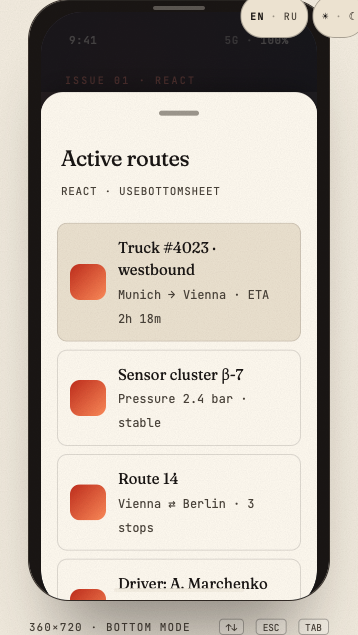 EN · RU
9:41
5G · 100%
ISSUE 01 · REACT
Active routes
REACT · USEBOTTOMSHEET
Truck #4023 ·
westbound
Munich → Vienna · ETA
2h 18m
Sensor cluster β-7
Pressure 2.4 bar ·
stable
Route 14
Vienna ⇄ Berlin · 3
stops
Driver: A. Marchenko
360×720 · BOTTOM MODE
↑↓
ESC
TAB